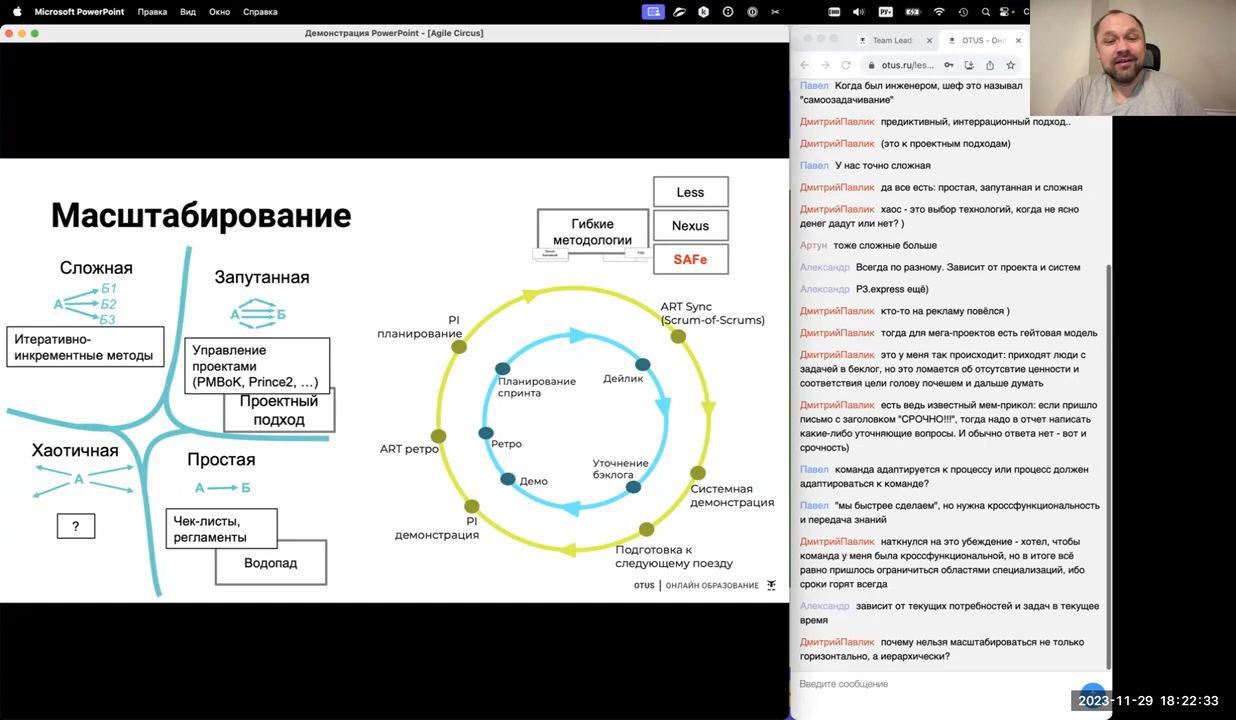 Microsoft PowerPoint Правка Вид Окно Справка
РУ
Демонстрация PowerPoint - [Agile Circus]
Масштабирование
Сложная
А
Б1
Б2
Б3
Итеративно-
инкрементные методы
Запутанная
А Б
Управление
проектами
(PMBoK, Prince2, ...)
Проектный
подход
Хаотичная
А
?
Простая
А Б
Чек-листы,
регламенты
Водопад
Гибкие
методологии
Less
Nexus
SAFe
PI
планирование
ART Sync
(Scrum-of-Scrums)
Планирование
спринта
Дейлик
Ретро
Уточнение
бэклога
Демо
ART ретро
Системная
демонстрация
PI
демонстрация
Подготовка к
следующему поезду
OTUS | ОНЛАЙН ОБРАЗОВАНИЕ
Team Lead
OTUS - Онл
otus.ru/les...
Павел Когда был инженером, шеф это называл
"самоозадачивание"
ДмитрийПавлик предиктивный, интеррационный подход..
ДмитрийПавлик (это к проектным подходам)
Павел У нас точно сложная
ДмитрийПавлик да все есть: простая, запутанная и сложная
ДмитрийПавлик хаос - это выбор технологий, когда не ясно
денег дадут или нет? )
Артун тоже сложные больше
Александр Всегда по разному. Зависит от проекта и систем
Александр P3.express ещё)
ДмитрийПавлик кто-то на рекламу повёлся )
ДмитрийПавлик тогда для мега-проектов есть гейтовая модель
ДмитрийПавлик это у меня так происходит: приходят люди с
задачей в беклог, но это ломается об отсутсвтие ценности и
соответствия цели голову почешем и дальше думать
ДмитрийПавлик есть ведь известный мем-прикол: если пришло
письмо с заголовком "СРОЧНО!!!", тогда надо в отчет написать
какие-либо уточняющие вопросы. И обычно ответа нет - вот и
срочность)
Павел команда адаптируется к процессу или процесс должен
адаптироваться к команде?
Павел "мы быстрее сделаем", но нужна кроссфункциональность
и передача знаний
ДмитрийПавлик наткнулся на это убеждение - хотел, чтобы
команда у меня была кроссфункциональной, но в итоге всё
равно пришлось ограничиться областями специализаций, ибо
сроки горят всегда
Александр зависит от текущих потребностей и задач в текущее
время
ДмитрийПавлик почему нельзя масштабироваться не только
горизонтально, а иерархически?
Введите сообщение
2023-11-29 18:22:33